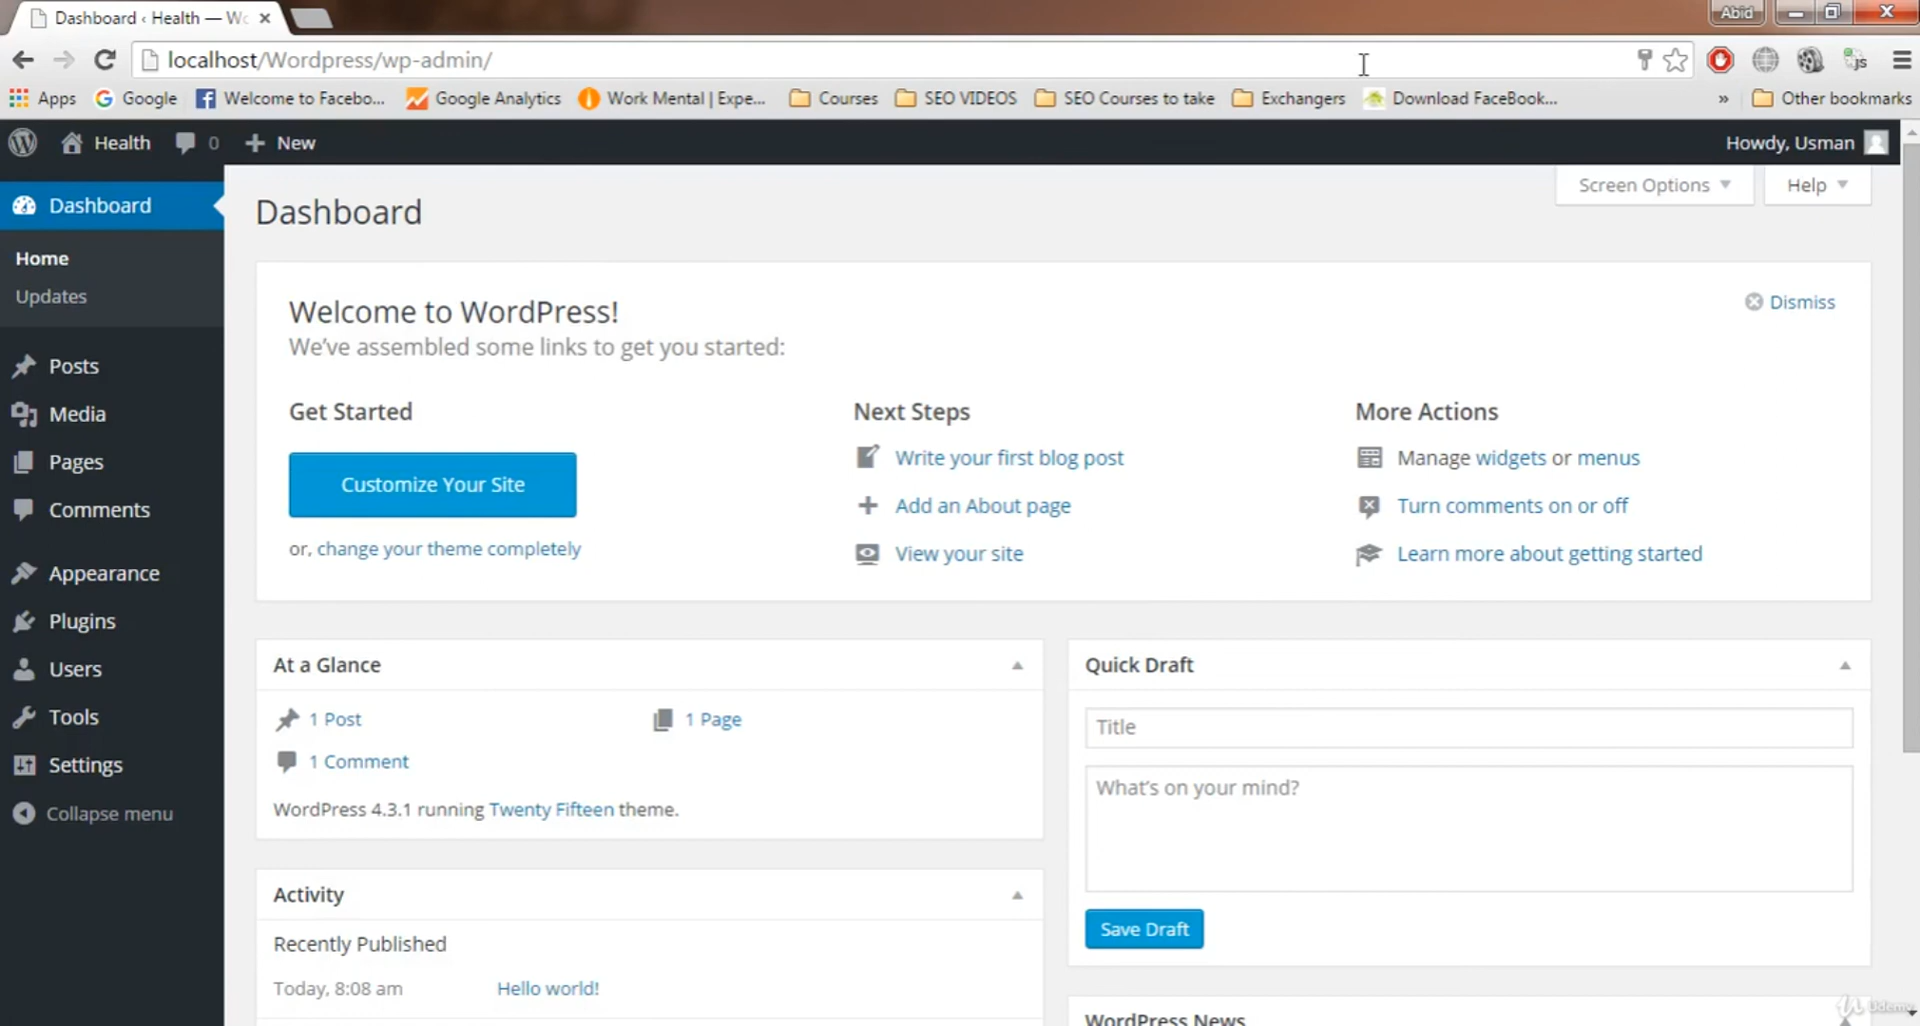 Dashboard ‹ Health — Wo
Abid
localhost/Wordpress/wp-admin/
js
Apps Google Welcome to Facebo... Google Analytics Work Mental | Expe... Courses SEO VIDEOS SEO Courses to take Exchangers Download FaceBook... » Other bookmarks
Health 0 + New Howdy, Usman
Screen Options Help
Dashboard
Home
Updates
Posts
Media
Pages
Comments
Appearance
Plugins
Users
Tools
Settings
Collapse menu
Dashboard
Welcome to WordPress!
Dismiss
We've assembled some links to get you started:
Get Started
Customize Your Site
or, change your theme completely
Next Steps
Write your first blog post
Add an About page
View your site
More Actions
Manage widgets or menus
Turn comments on or off
Learn more about getting started
At a Glance
1 Post 1 Page
1 Comment
WordPress 4.3.1 running Twenty Fifteen theme.
Activity
Recently Published
Today, 8:08 am Hello world!
Quick Draft
Title
What's on your mind?
Save Draft
WordPress News
Udemy